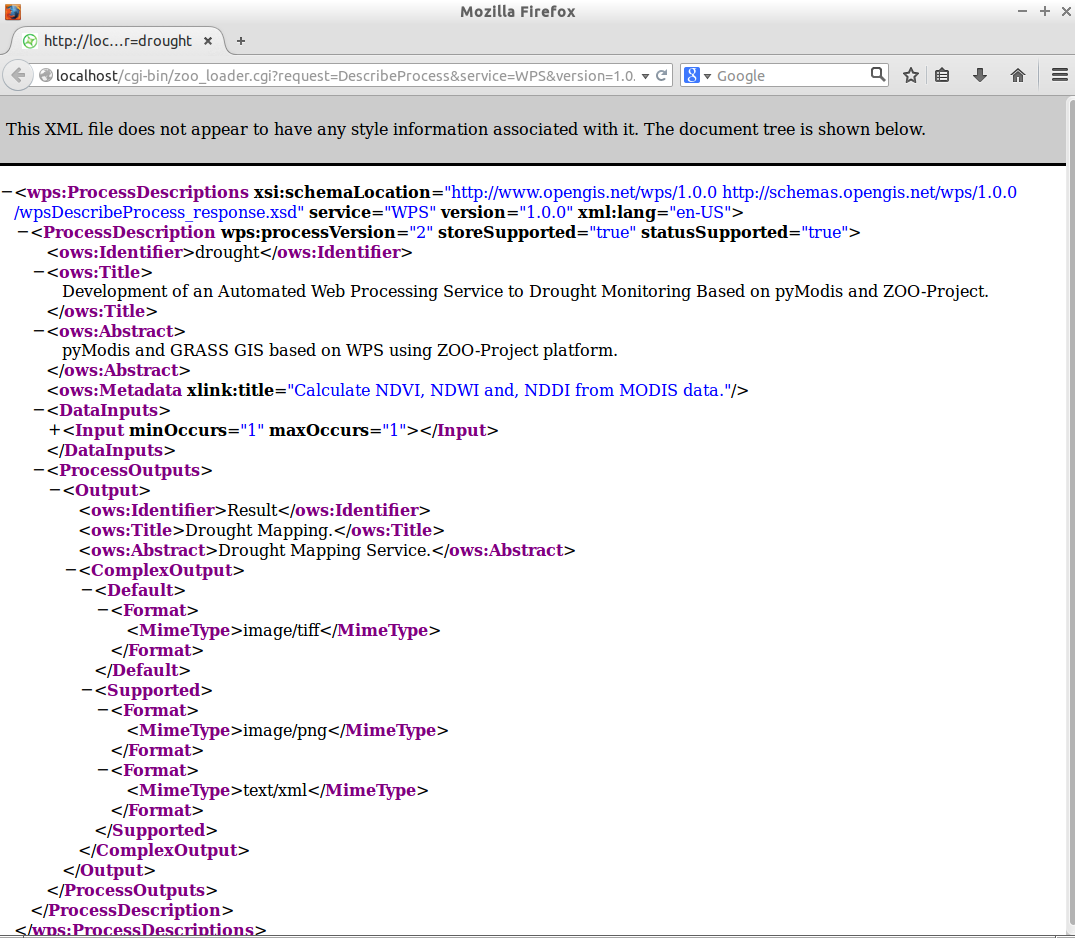 Mozilla Firefox
http://loc...r=drought
localhost/cgi-bin/zoo_loader.cgi?request=DescribeProcess&service=WPS&version=1.0.
Google
This XML file does not appear to have any style information associated with it. The document tree is shown below.
−<wps:ProcessDescriptions xsi:schemaLocation="http://www.opengis.net/wps/1.0.0 http://schemas.opengis.net/wps/1.0.0
/wpsDescribeProcess_response.xsd" service="WPS" version="1.0.0" xml:lang="en-US">
−<ProcessDescription wps:processVersion="2" storeSupported="true" statusSupported="true">
<ows:Identifier>drought</ows:Identifier>
−<ows:Title>
Development of an Automated Web Processing Service to Drought Monitoring Based on pyModis and ZOO-Project.
</ows:Title>
−<ows:Abstract>
pyModis and GRASS GIS based on WPS using ZOO-Project platform.
</ows:Abstract>
<ows:Metadata xlink:title="Calculate NDVI, NDWI and, NDDI from MODIS data."/>
−<DataInputs>
+<Input minOccurs="1" maxOccurs="1"></Input>
</DataInputs>
−<ProcessOutputs>
−<Output>
<ows:Identifier>Result</ows:Identifier>
<ows:Title>Drought Mapping.</ows:Title>
<ows:Abstract>Drought Mapping Service.</ows:Abstract>
−<ComplexOutput>
−<Default>
−<Format>
<MimeType>image/tiff</MimeType>
</Format>
</Default>
−<Supported>
−<Format>
<MimeType>image/png</MimeType>
</Format>
−<Format>
<MimeType>text/xml</MimeType>
</Format>
</Supported>
</ComplexOutput>
</Output>
</ProcessOutputs>
</ProcessDescription>
</wps:ProcessDescriptions>